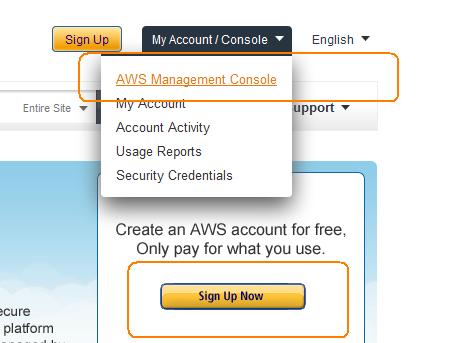 Sign Up
My Account / Console
English
AWS Management Console
Entire Site
My Account
upport
Account Activity
Usage Reports
Security Credentials
Create an AWS account for free,
Only pay for what you use.
Sign Up Now
ecure
platform